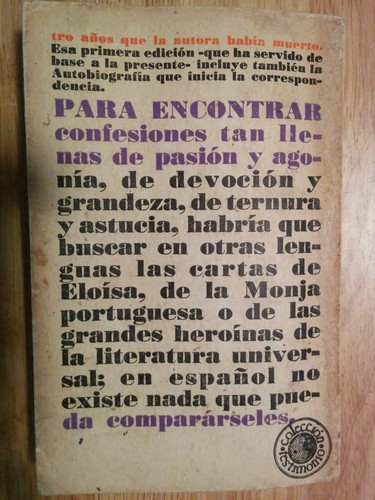 tro años que la autora había muerto.
Esa primera edición -que ha servido de
base a la presente- incluye también la
Autobiografía que inicia la correspon-
dencia.
PARA ENCONTRAR
confesiones tan lle-
nas de pasión y ago-
nía, de devoción y
grandeza, de ternura
y astucia, habría que
buscar en otras len-
guas las cartas de
Eloísa, de la Monja
portuguesa o de las
grandes heroínas de
la literatura univer-
sal; en español no
existe nada que pue-
da comparárseles.
colección
testimonio